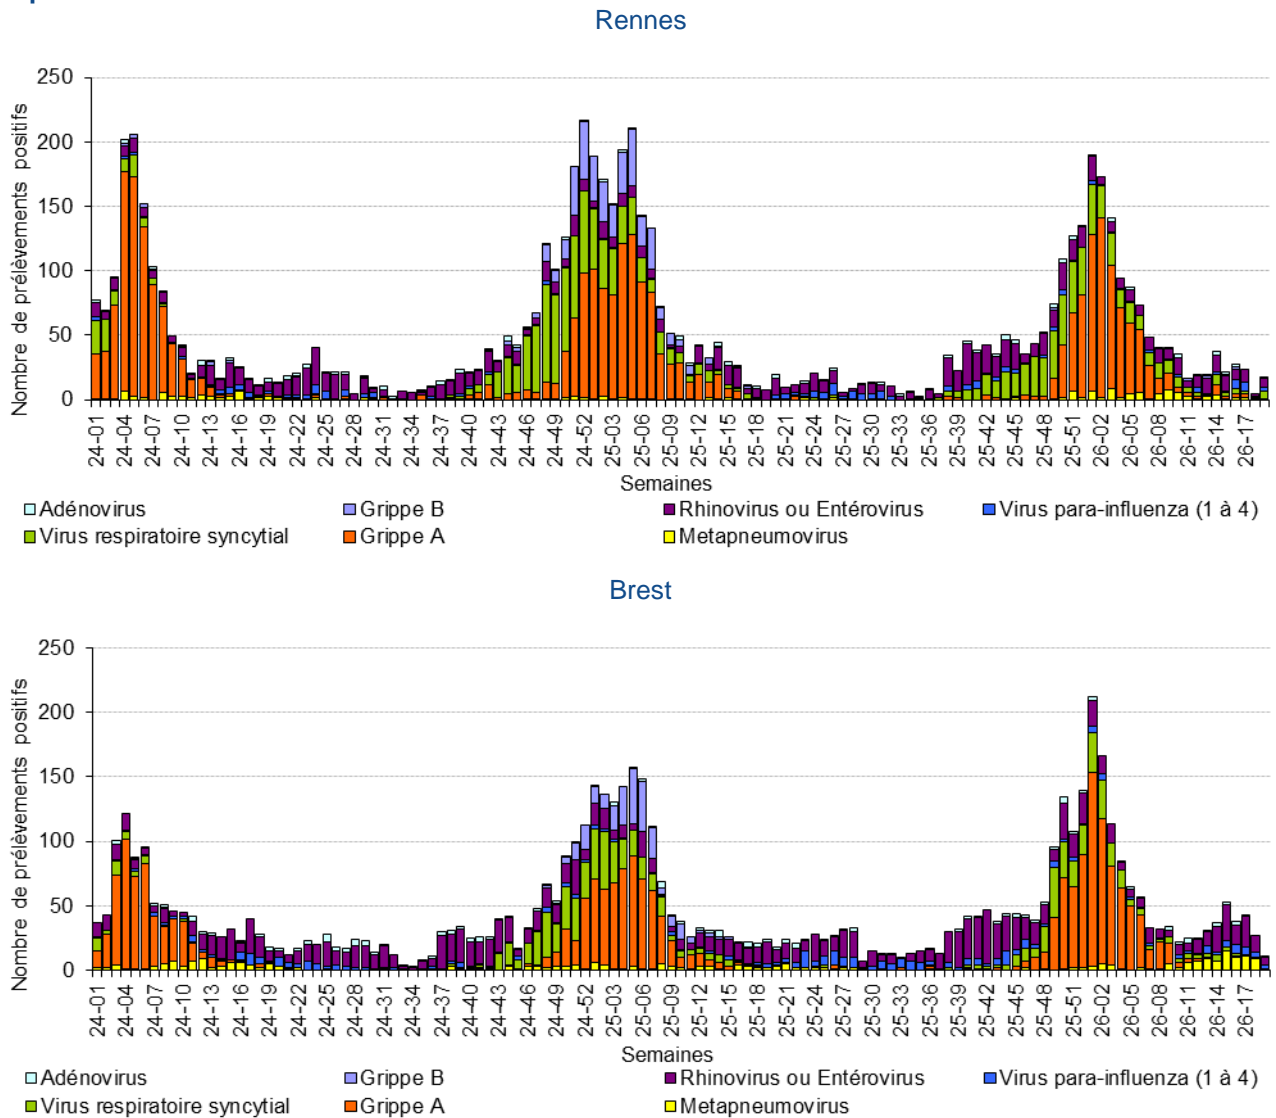 Rennes
Nombre de prélèvements positifs
250
200
150
100
50
0
24-01 24-04 24-07 24-10 24-13 24-16 24-19 24-22 24-25 24-28 24-31 24-34 24-37 24-40 24-43 24-46 24-49 24-52 25-03 25-06 25-09 25-12 25-15 25-18 25-21 25-24 25-27 25-30 25-33 25-36 25-39 25-42 25-45 25-48 25-51 26-02 26-05 26-08 26-11 26-14 26-17
Semaines
Adénovirus Grippe B Rhinovirus ou Entérovirus Virus para-influenza (1 à 4)
Virus respiratoire syncytial Grippe A Metapneumovirus
Brest
Nombre de prélèvements positifs
250
200
150
100
50
0
24-01 24-04 24-07 24-10 24-13 24-16 24-19 24-22 24-25 24-28 24-31 24-34 24-37 24-40 24-43 24-46 24-49 24-52 25-03 25-06 25-09 25-12 25-15 25-18 25-21 25-24 25-27 25-30 25-33 25-36 25-39 25-42 25-45 25-48 25-51 26-02 26-05 26-08 26-11 26-14 26-17
Semaines
Adénovirus Grippe B Rhinovirus ou Entérovirus Virus para-influenza (1 à 4)
Virus respiratoire syncytial Grippe A Metapneumovirus